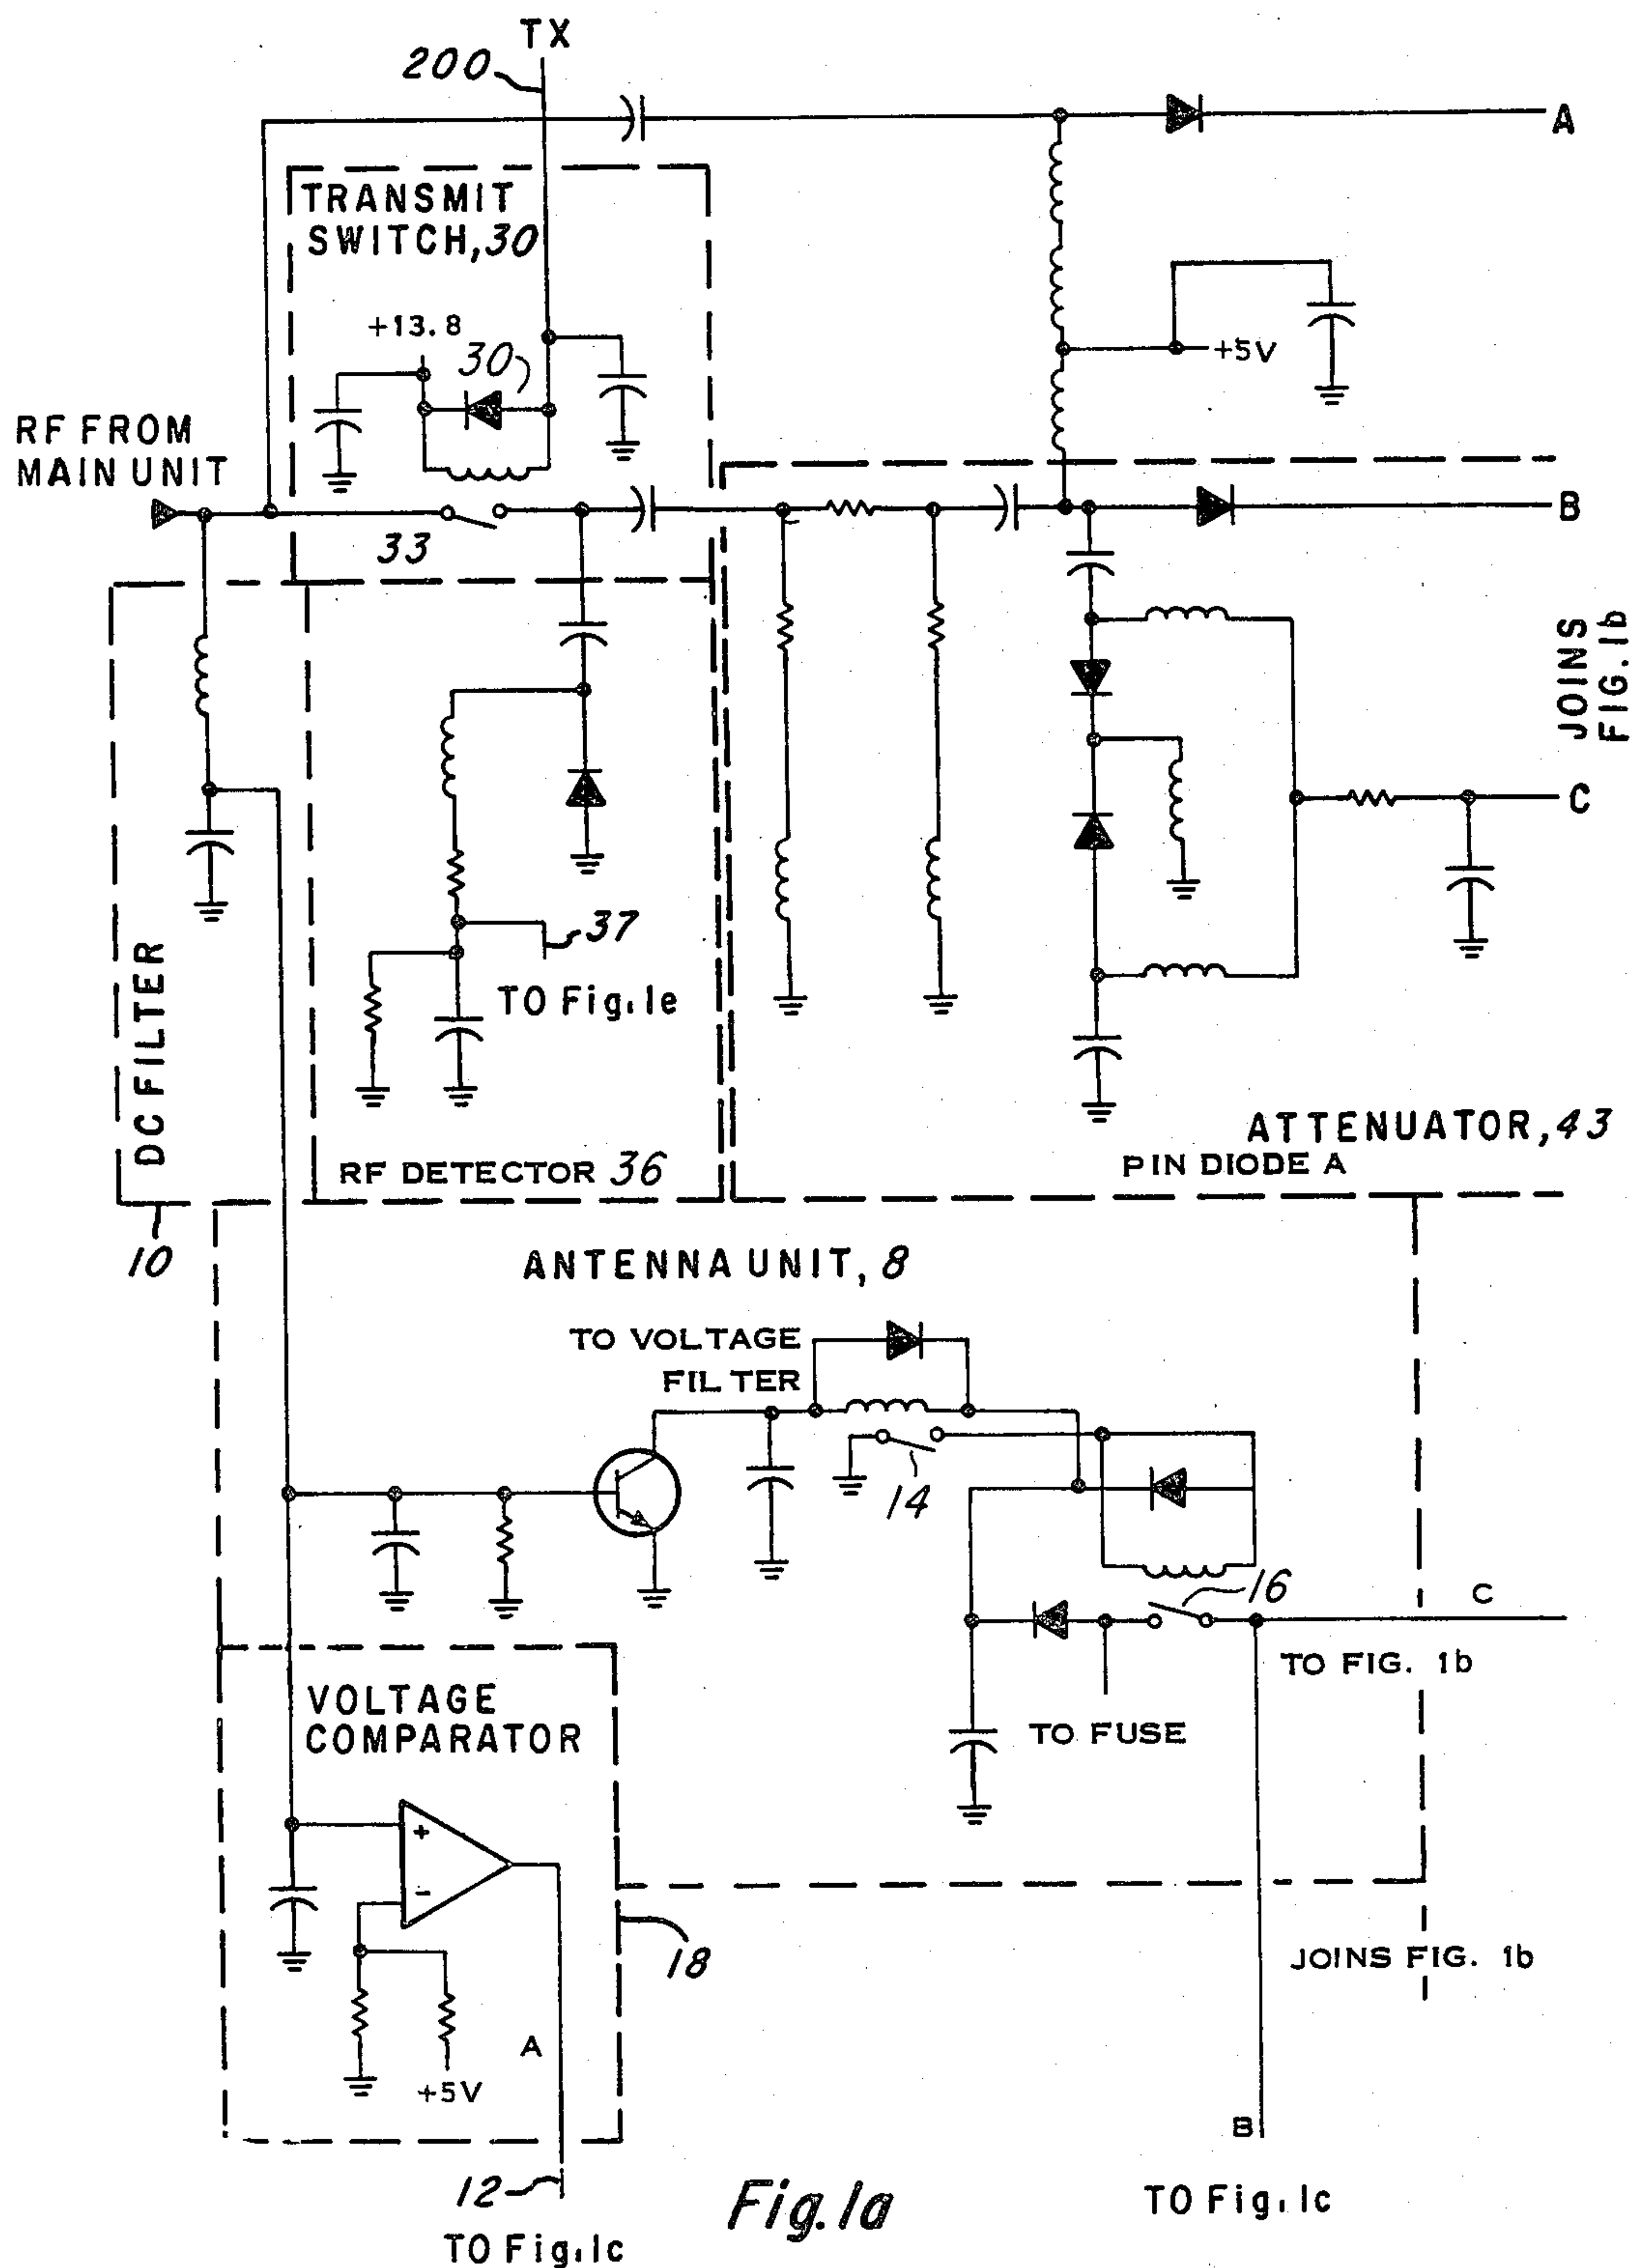 TX
200
A
TRANSMIT
SWITCH, 30
+13.8
30
+5V
RF FROM
MAIN UNIT
33
B
JOINS
FIG. 1b
C
37
TO Fig. 1e
DC FILTER
RF DETECTOR 36
ATTENUATOR, 43
PIN DIODE A
10
ANTENNA UNIT, 8
TO VOLTAGE
FILTER
14
16
C
TO FIG. 1b
VOLTAGE
COMPARATOR
TO FUSE
+
-
18
JOINS FIG. 1b
A
+5V
B
12
Fig. 1a
TO Fig. 1c
TO Fig. 1c